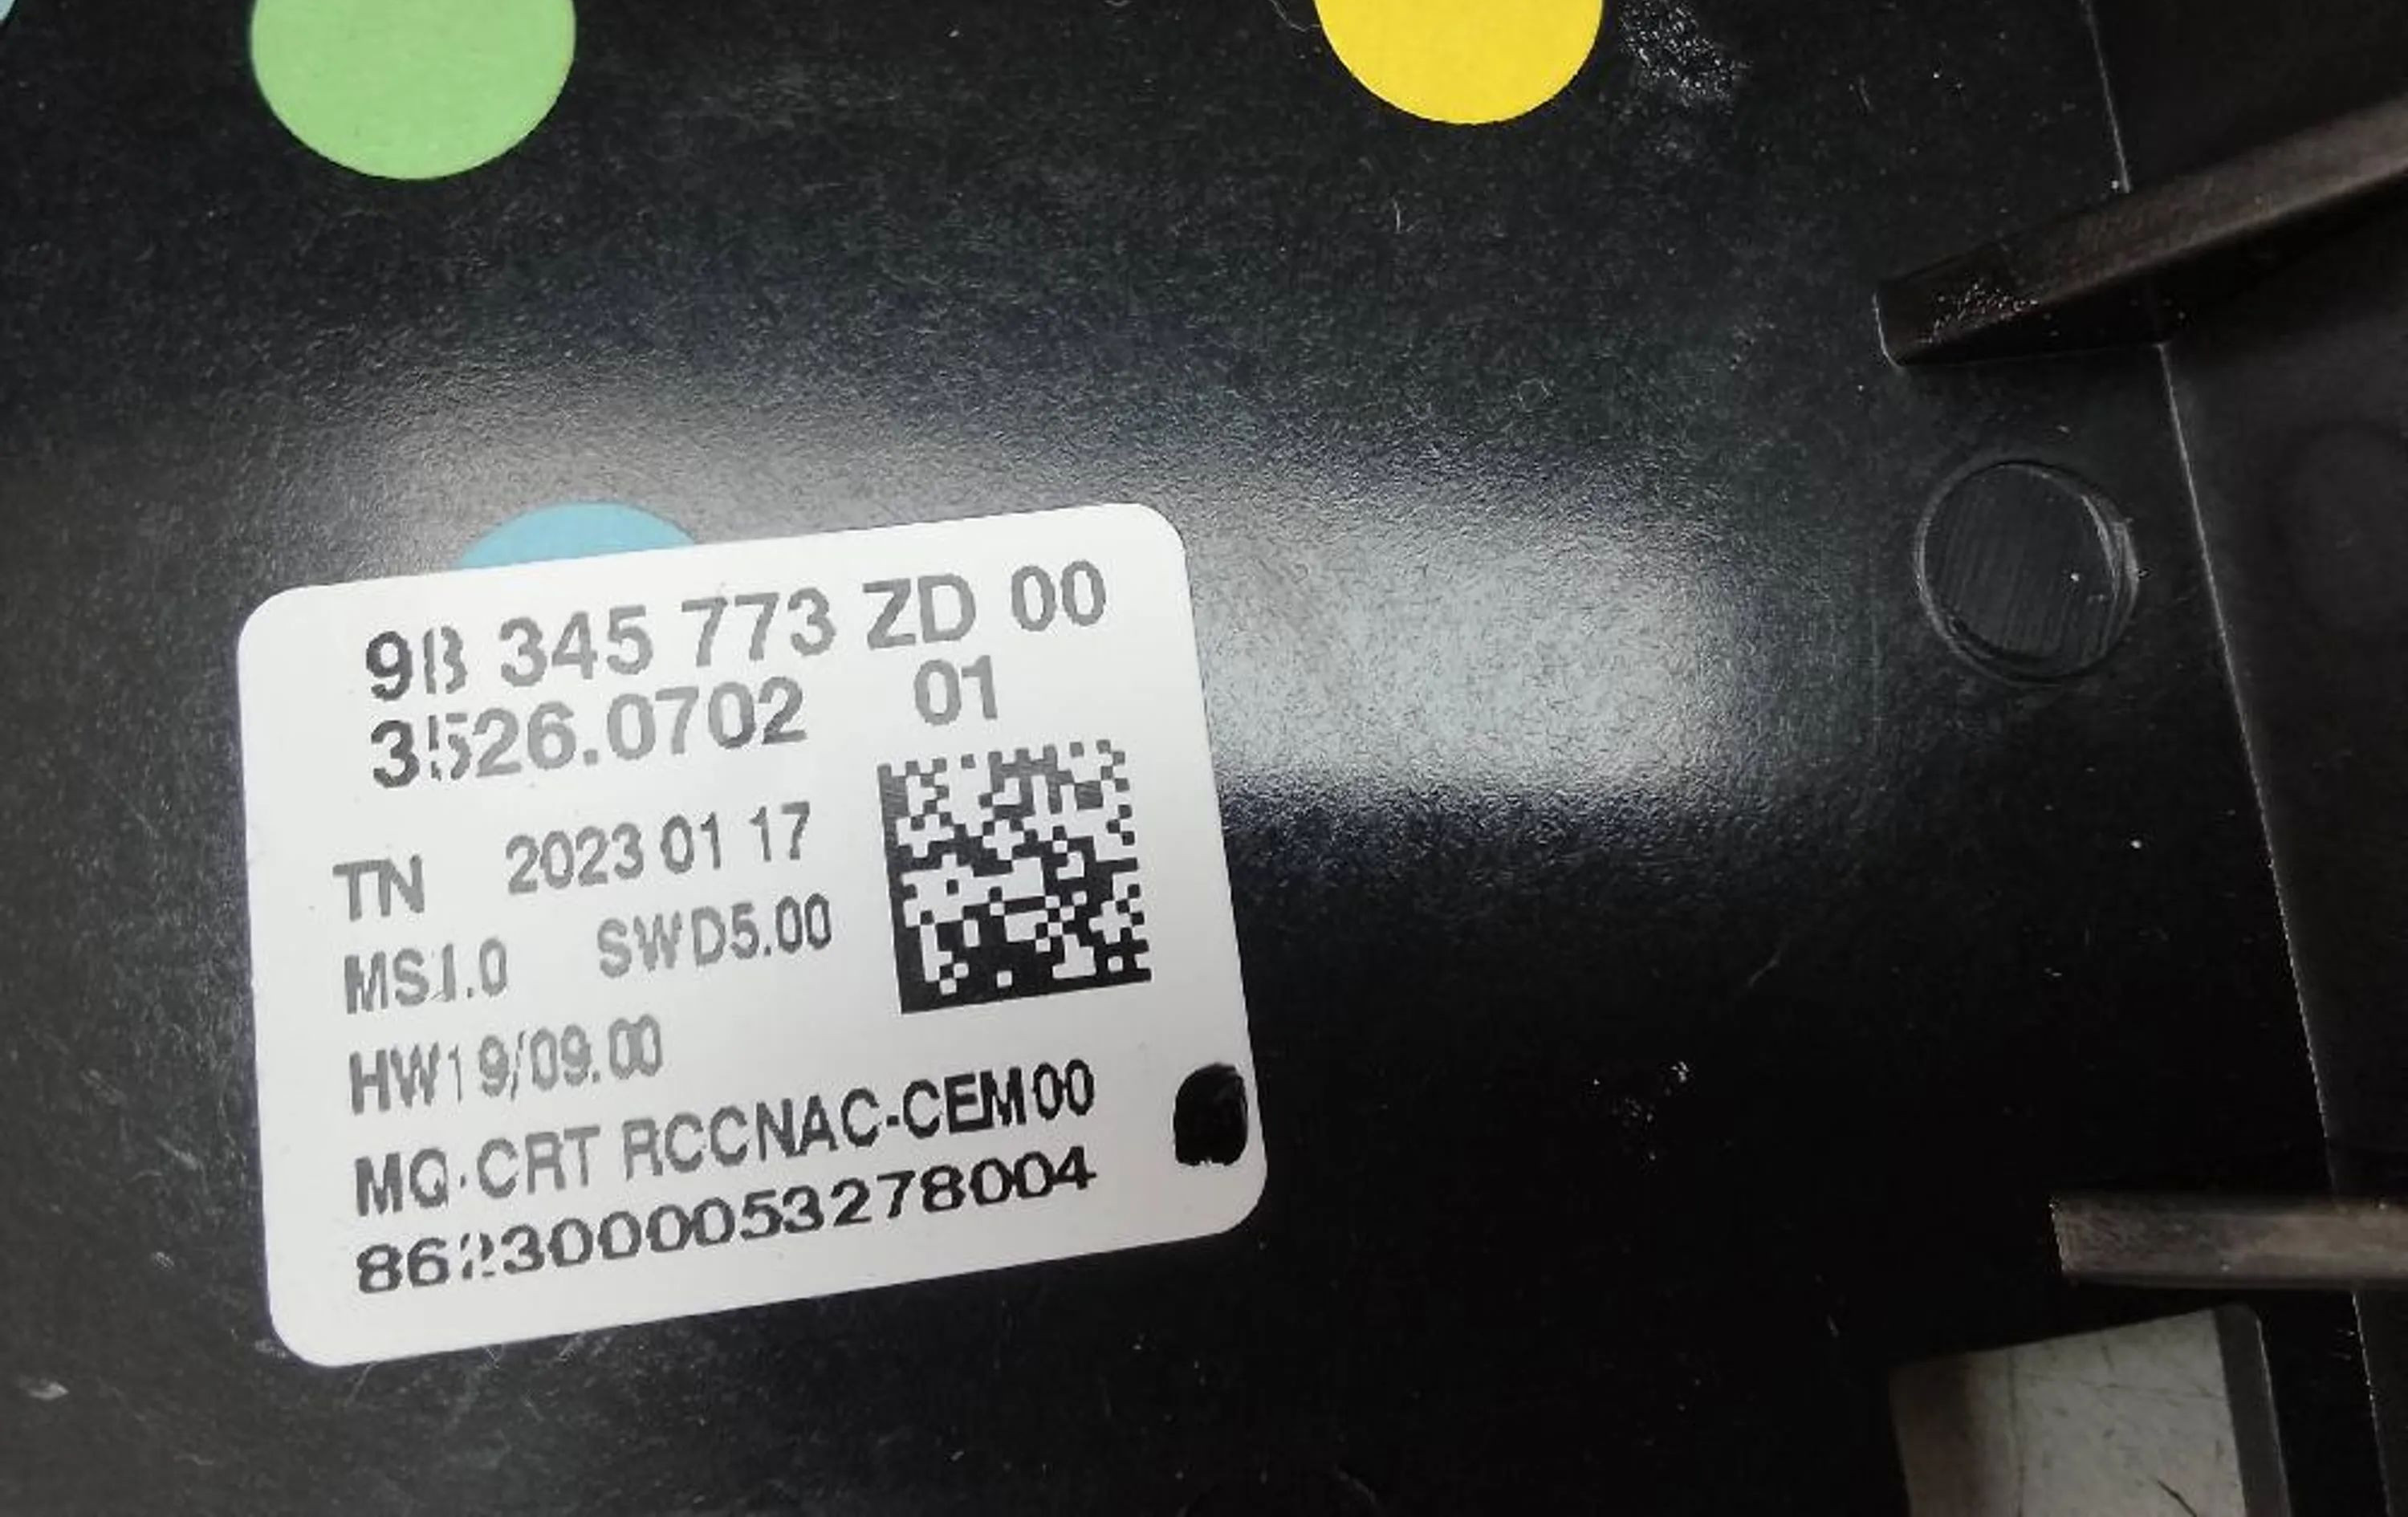 98 345 773 ZD 00
3526.0702 01
TN 2023 01 17
MS1.0 SWD5.00
HW19/09.00
MQ-CRT RCCNAC-CEM00
8623000053278004